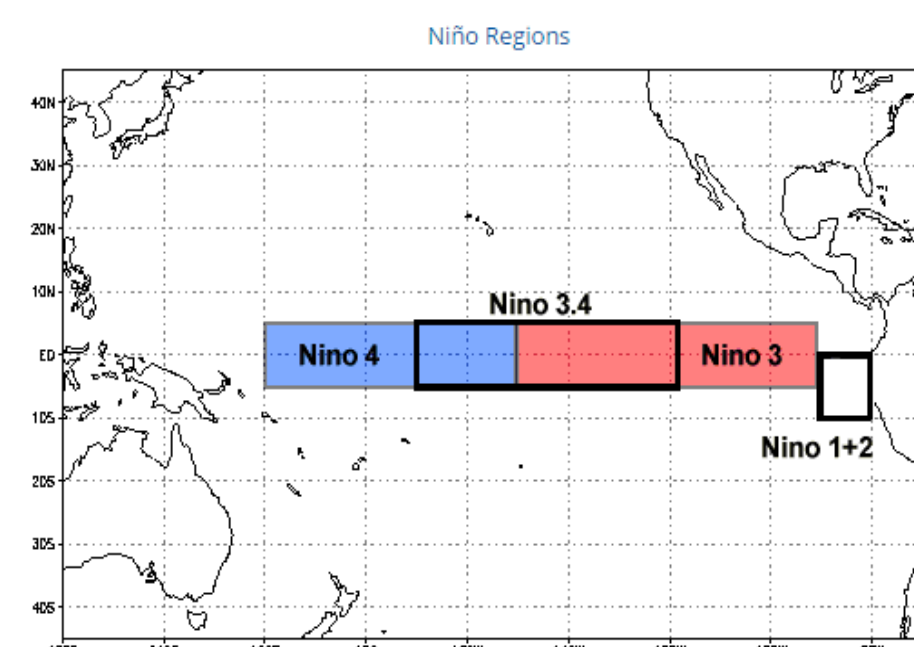 Niño Regions
40N
30N
20N
10N
Nino 3.4
EQ
Nino 4
Nino 3
10S
Nino 1+2
20S
30S
40S